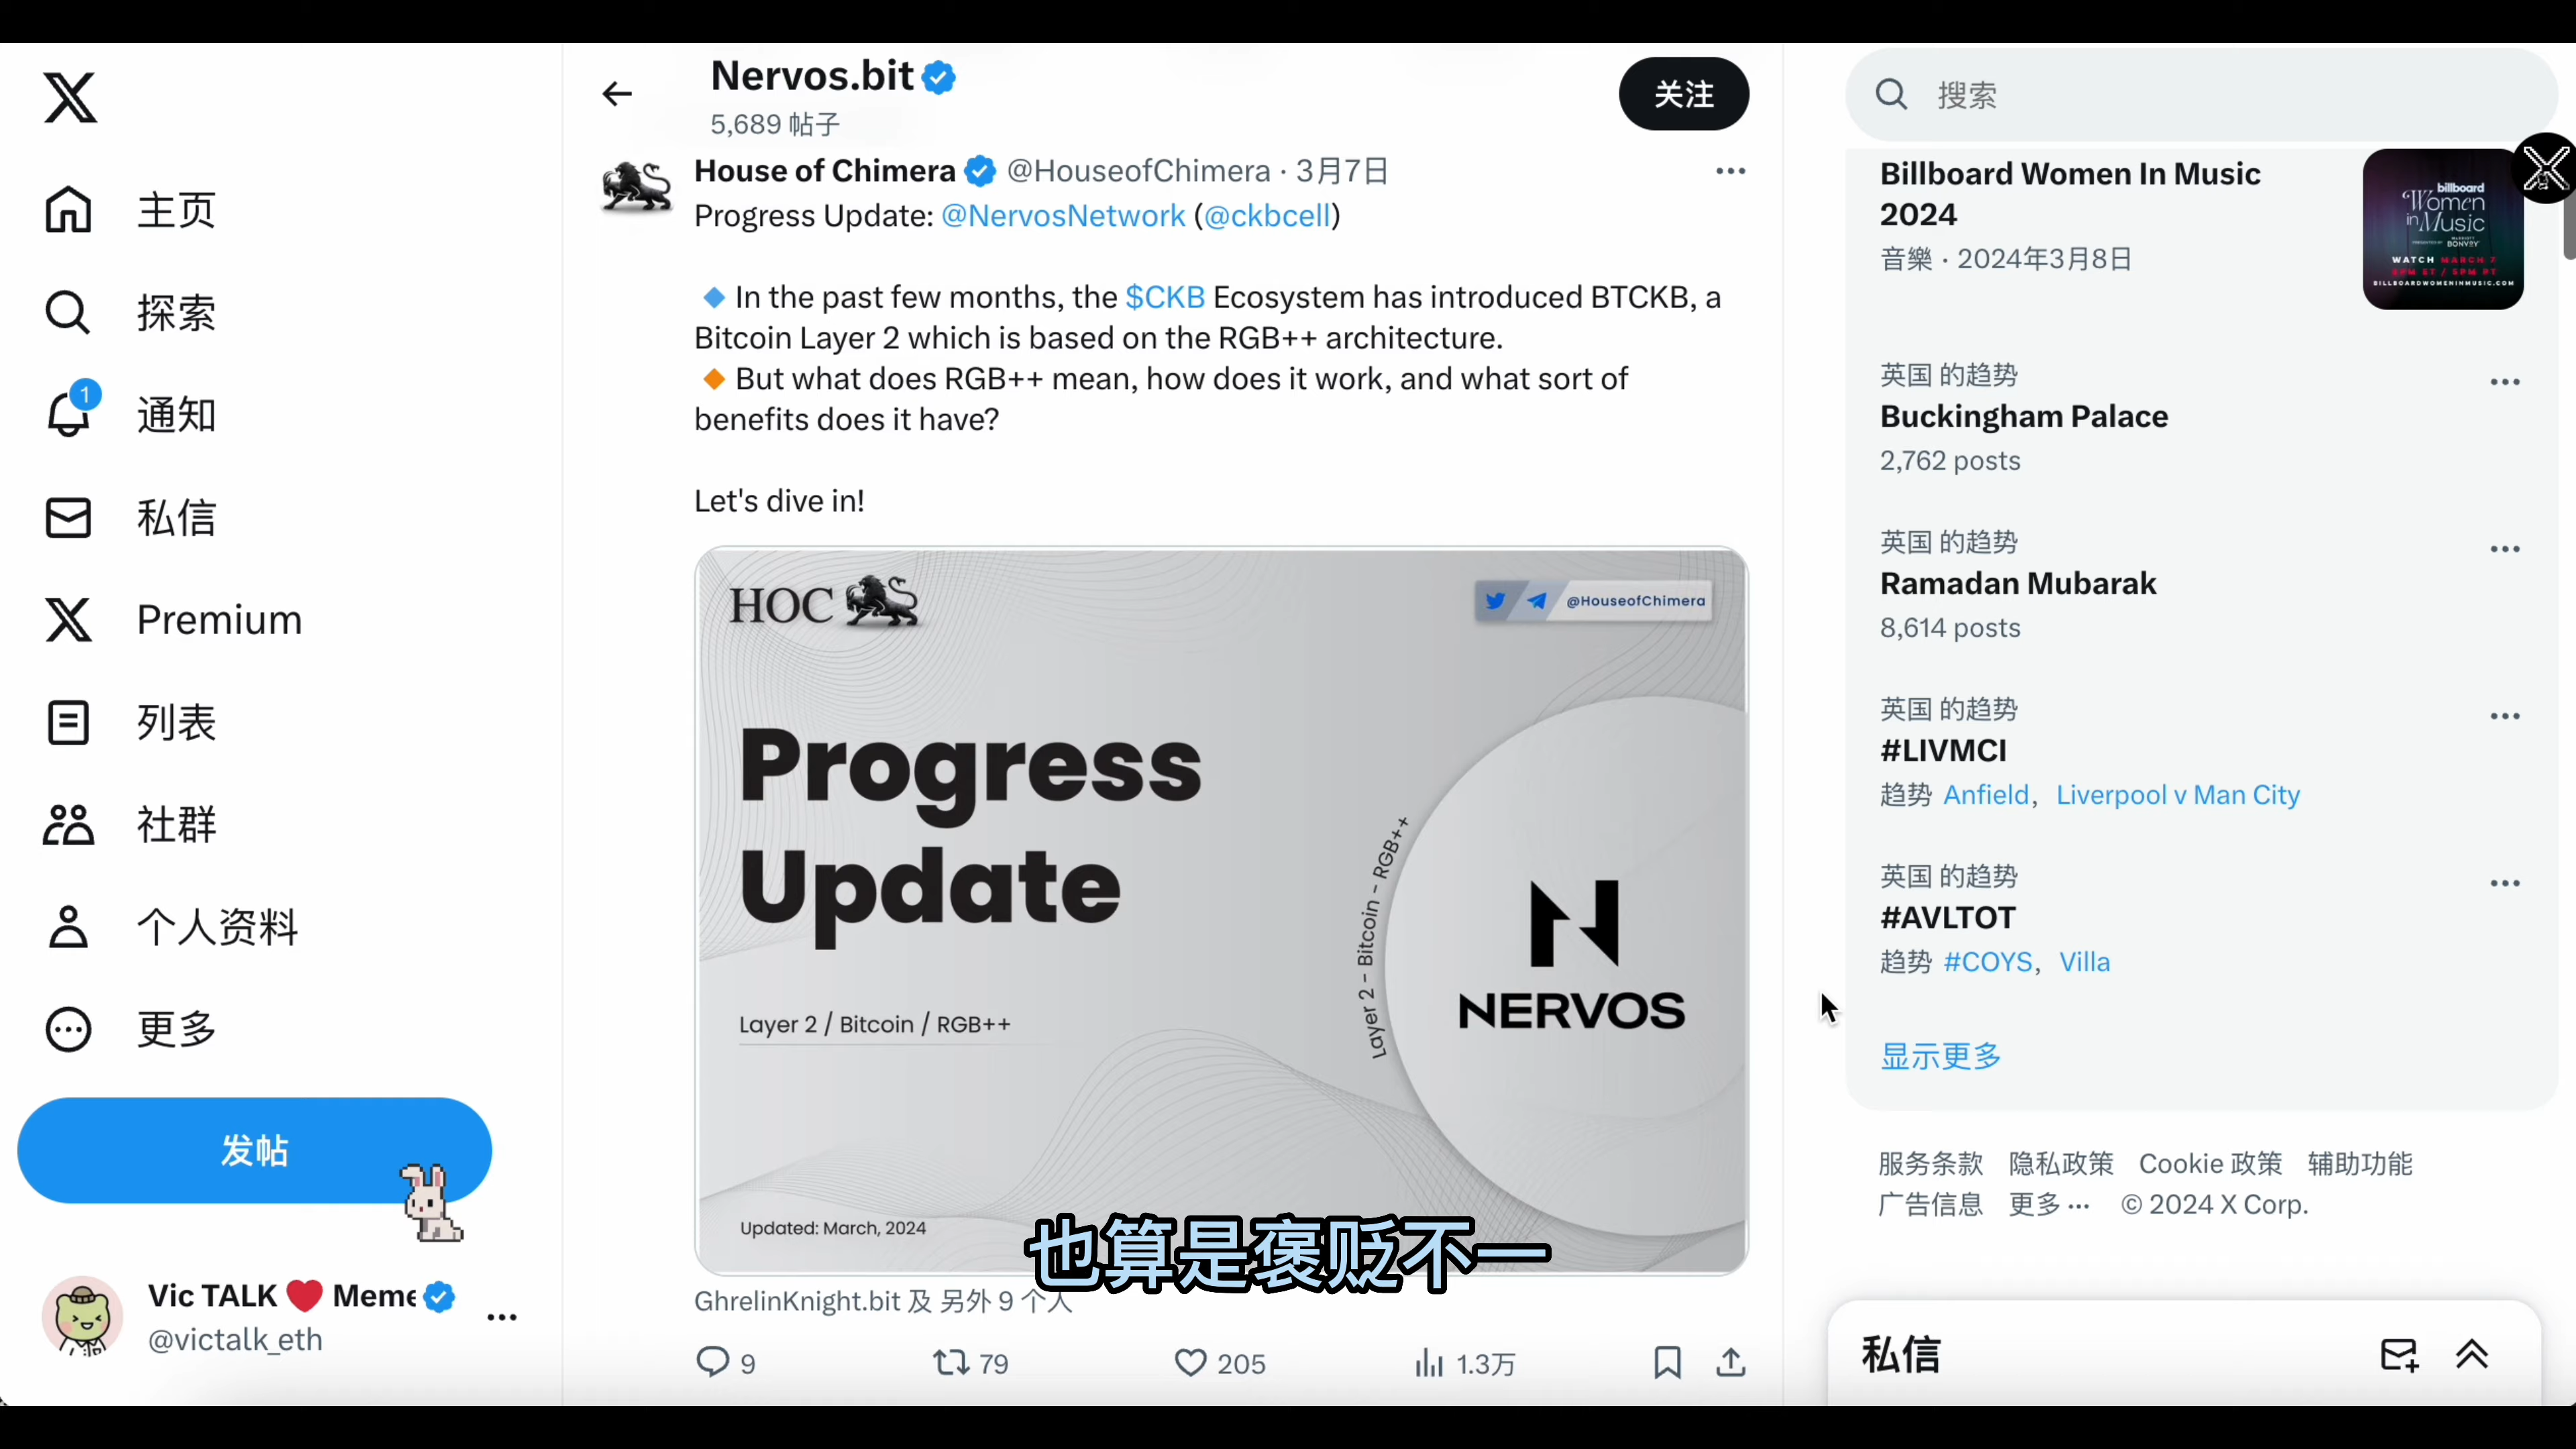 主页
探索
1
通知
私信
Premium
列表
社群
个人资料
更多
发帖
Vic TALK ❤️ Meme
@victalk_eth
Nervos.bit
5,689 帖子
关注
House of Chimera @HouseofChimera · 3月7日
Progress Update: @NervosNetwork (@ckbcell)
🔹In the past few months, the $CKB Ecosystem has introduced BTCKB, a
Bitcoin Layer 2 which is based on the RGB++ architecture.
🔸But what does RGB++ mean, how does it work, and what sort of
benefits does it have?
Let's dive in!
HOC
@HouseofChimera
Progress
Update
Layer 2 / Bitcoin / RGB++
Layer 2 - Bitcoin - RGB++
NERVOS
Updated: March, 2024
也算是褒贬不一
GhrelinKnight.bit 及 另外 9 个人
9
79
205
1.3万
搜索
Billboard Women In Music
2024
音樂 · 2024年3月8日
billboard
Women
in Music
PRESENTED BY
BONVOY
WATCH MARCH 7
5PM ET / 5PM PT
BILLBOARDWOMENINMUSIC.COM
英国 的趋势
Buckingham Palace
2,762 posts
英国 的趋势
Ramadan Mubarak
8,614 posts
英国 的趋势
#LIVMCI
趋势 Anfield, Liverpool v Man City
英国 的趋势
#AVLTOT
趋势 #COYS, Villa
显示更多
服务条款 隐私政策 Cookie 政策 辅助功能
广告信息 更多 ··· © 2024 X Corp.
私信